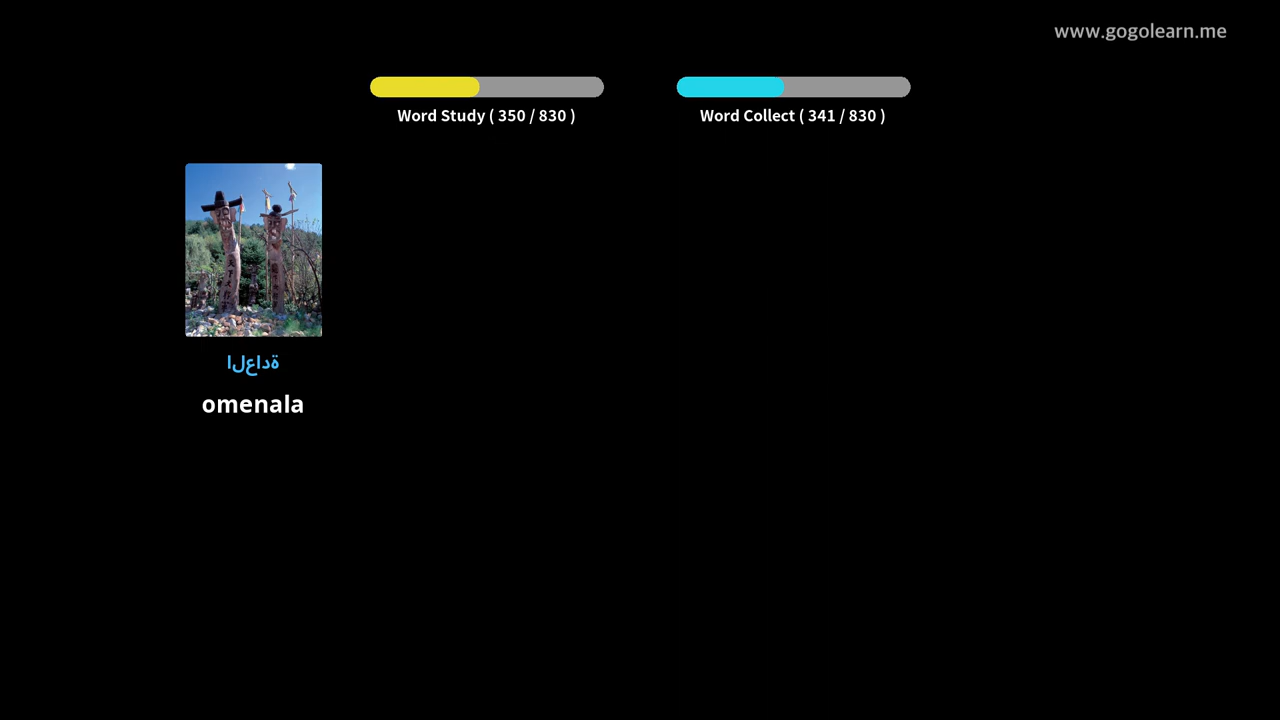 www.gogolearn.me
Word Study ( 350 / 830 )
Word Collect ( 341 / 830 )
العادة
omenala